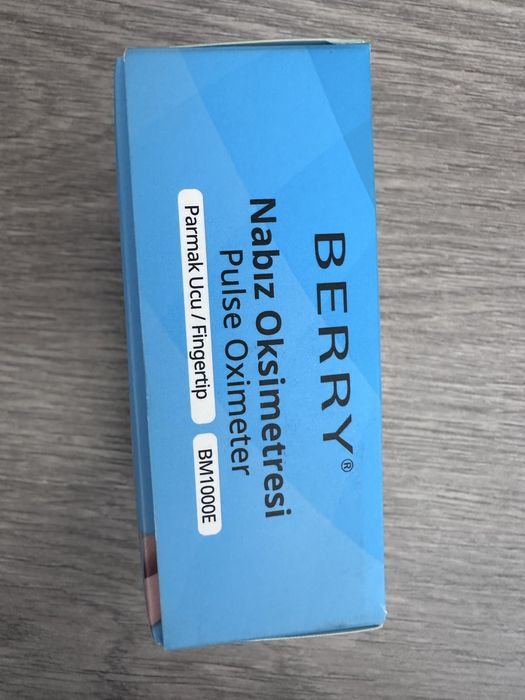 BERRY®
Nabız Oksimetresi
Pulse Oximeter
Parmak Ucu / Fingertip BM1000E